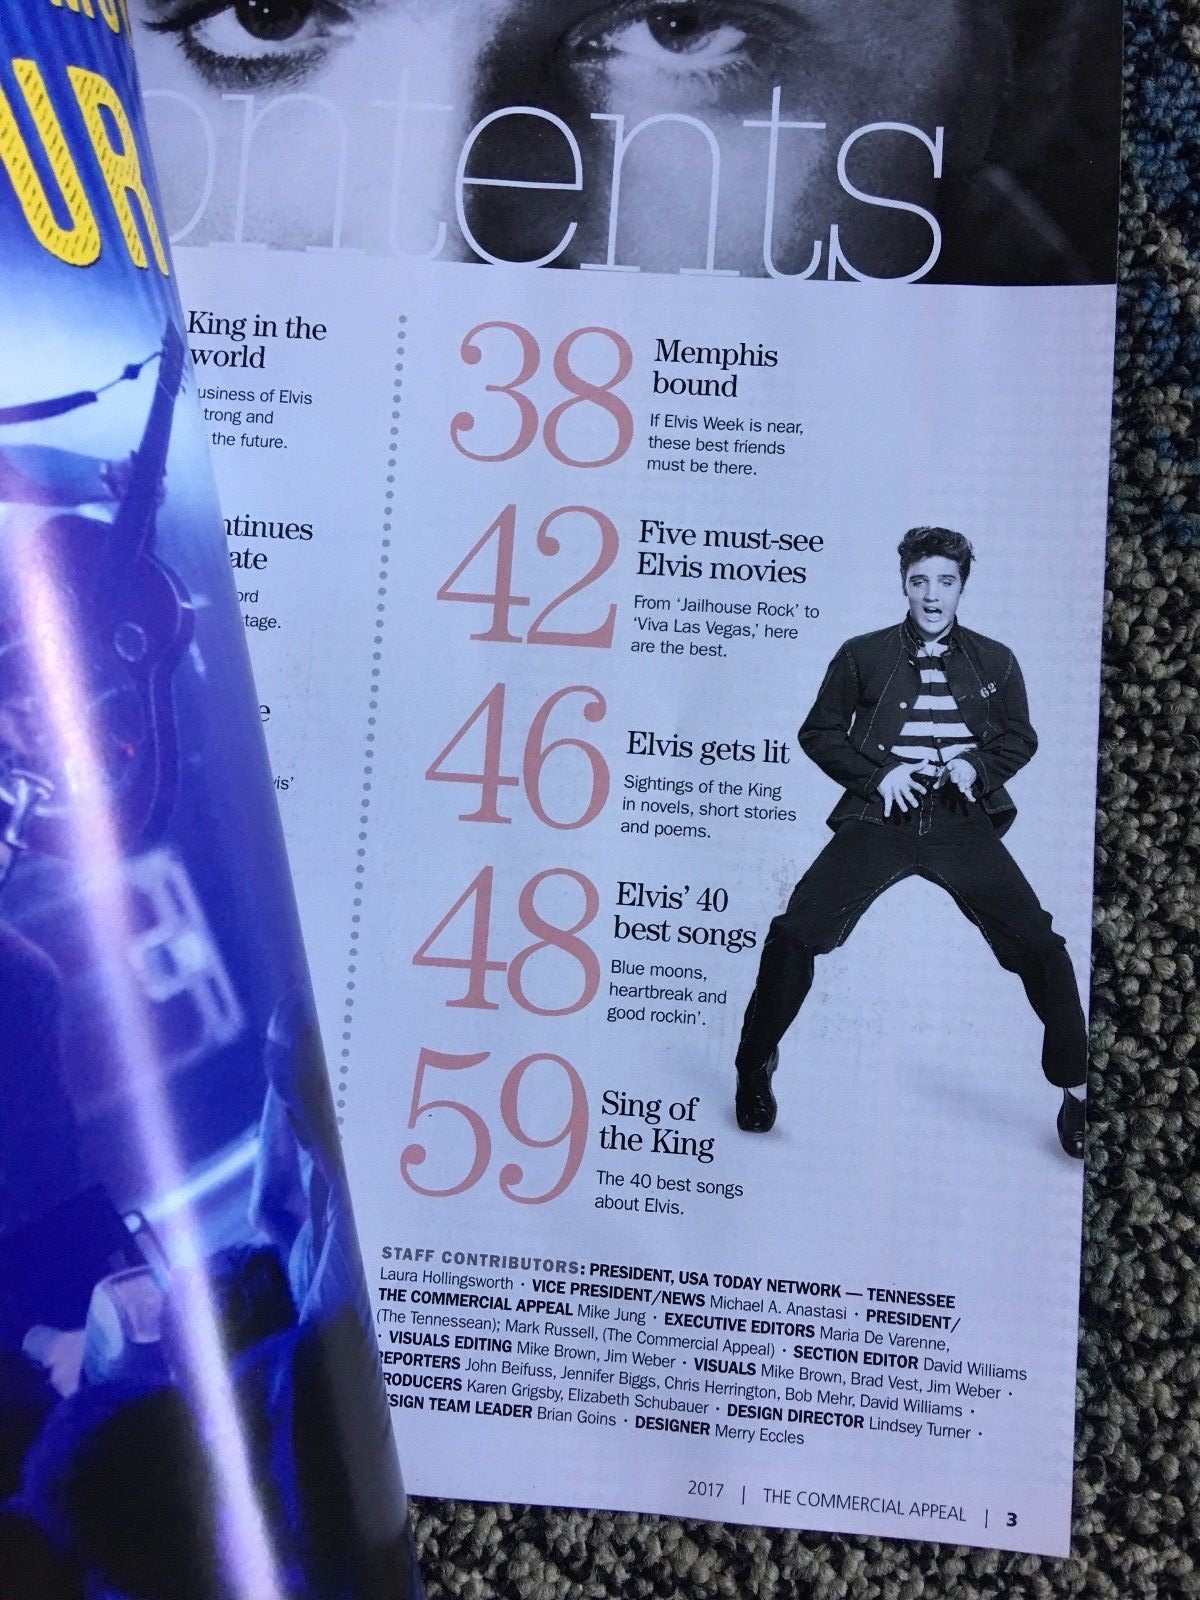 UR
ontents
King in the
world
usiness of Elvis
trong and
the future.
ntinues
ate
ord
tage.
e
vis'
38
Memphis
bound
If Elvis Week is near,
these best friends
must be there.
42
Five must-see
Elvis movies
From ‘Jailhouse Rock’ to
‘Viva Las Vegas,’ here
are the best.
46
Elvis gets lit
Sightings of the King
in novels, short stories
and poems.
48
Elvis’ 40
best songs
Blue moons,
heartbreak and
good rockin’.
59
Sing of
the King
The 40 best songs
about Elvis.
62
STAFF CONTRIBUTORS: PRESIDENT, USA TODAY NETWORK — TENNESSEE
Laura Hollingsworth · VICE PRESIDENT/NEWS Michael A. Anastasi · PRESIDENT/
THE COMMERCIAL APPEAL Mike Jung · EXECUTIVE EDITORS Maria De Varenne,
(The Tennessean); Mark Russell, (The Commercial Appeal) · SECTION EDITOR David Williams
· VISUALS EDITING Mike Brown, Jim Weber · VISUALS Mike Brown, Brad Vest, Jim Weber ·
REPORTERS John Beifuss, Jennifer Biggs, Chris Herrington, Bob Mehr, David Williams ·
RODUCERS Karen Grigsby, Elizabeth Schubauer · DESIGN DIRECTOR Lindsey Turner ·
SIGN TEAM LEADER Brian Goins · DESIGNER Merry Eccles
2017 | THE COMMERCIAL APPEAL | 3